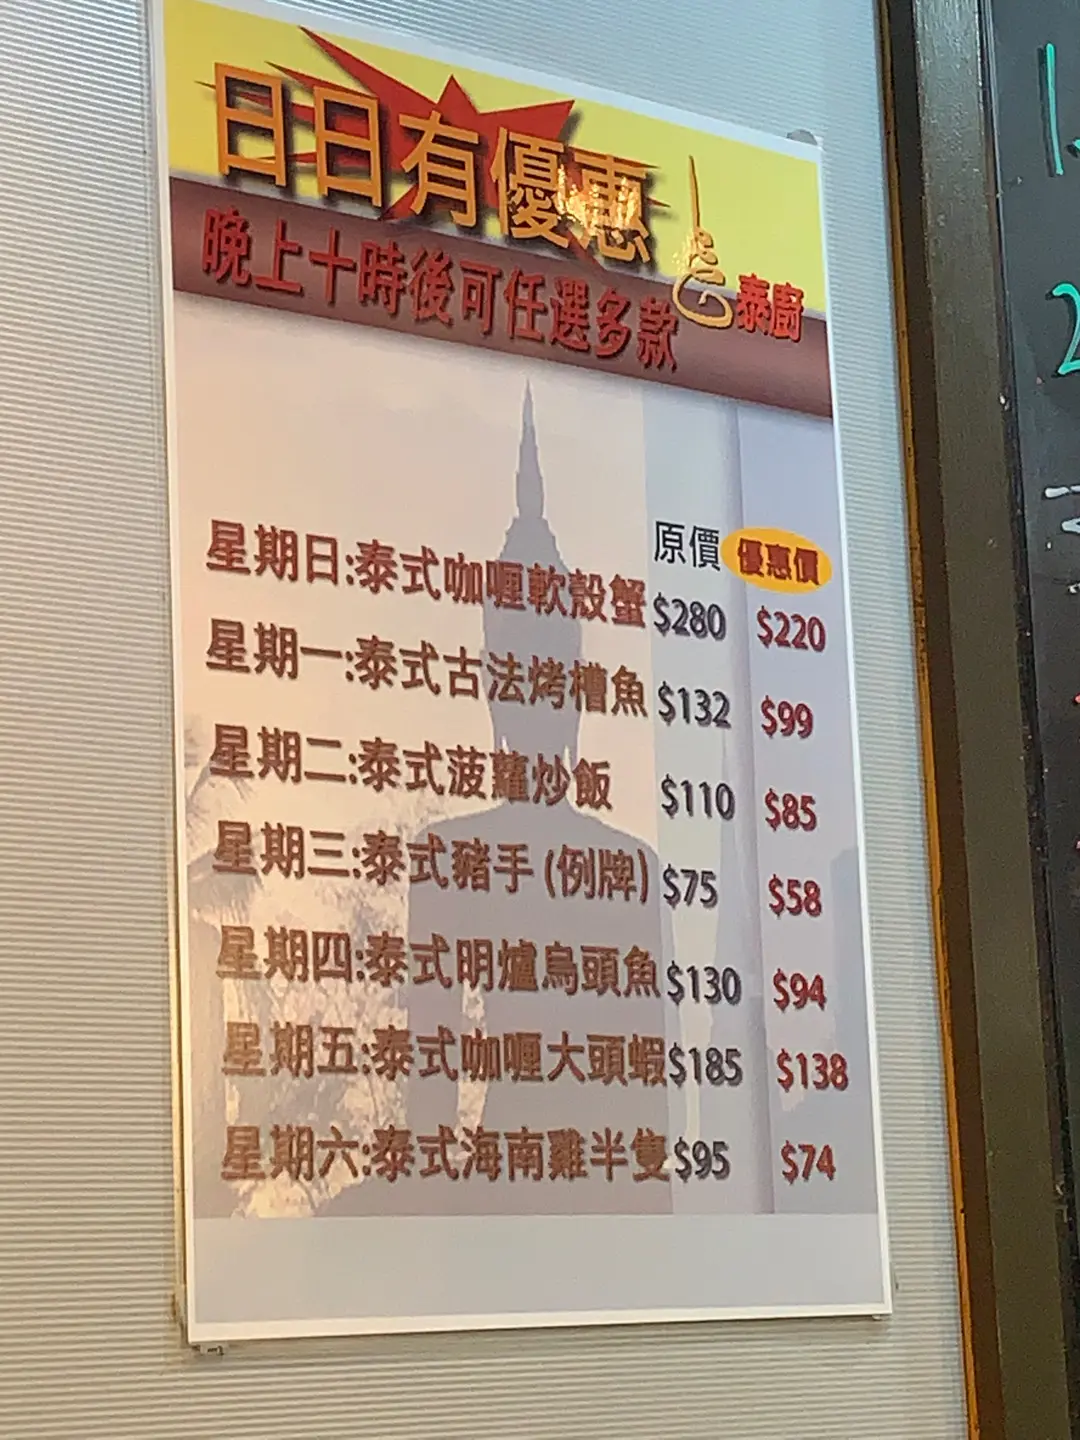 日日有優惠
泰廚
晚上十時後可任選多款
原價 優惠價
星期日:泰式咖喱軟殼蟹 $280 $220
星期一:泰式古法烤槽魚 $132 $99
星期二:泰式菠蘿炒飯 $110 $85
星期三:泰式豬手(例牌) $75 $58
星期四:泰式明爐烏頭魚 $130 $94
星期五:泰式咖喱大頭蝦 $185 $138
星期六:泰式海南雞半隻 $95 $74
1.
2